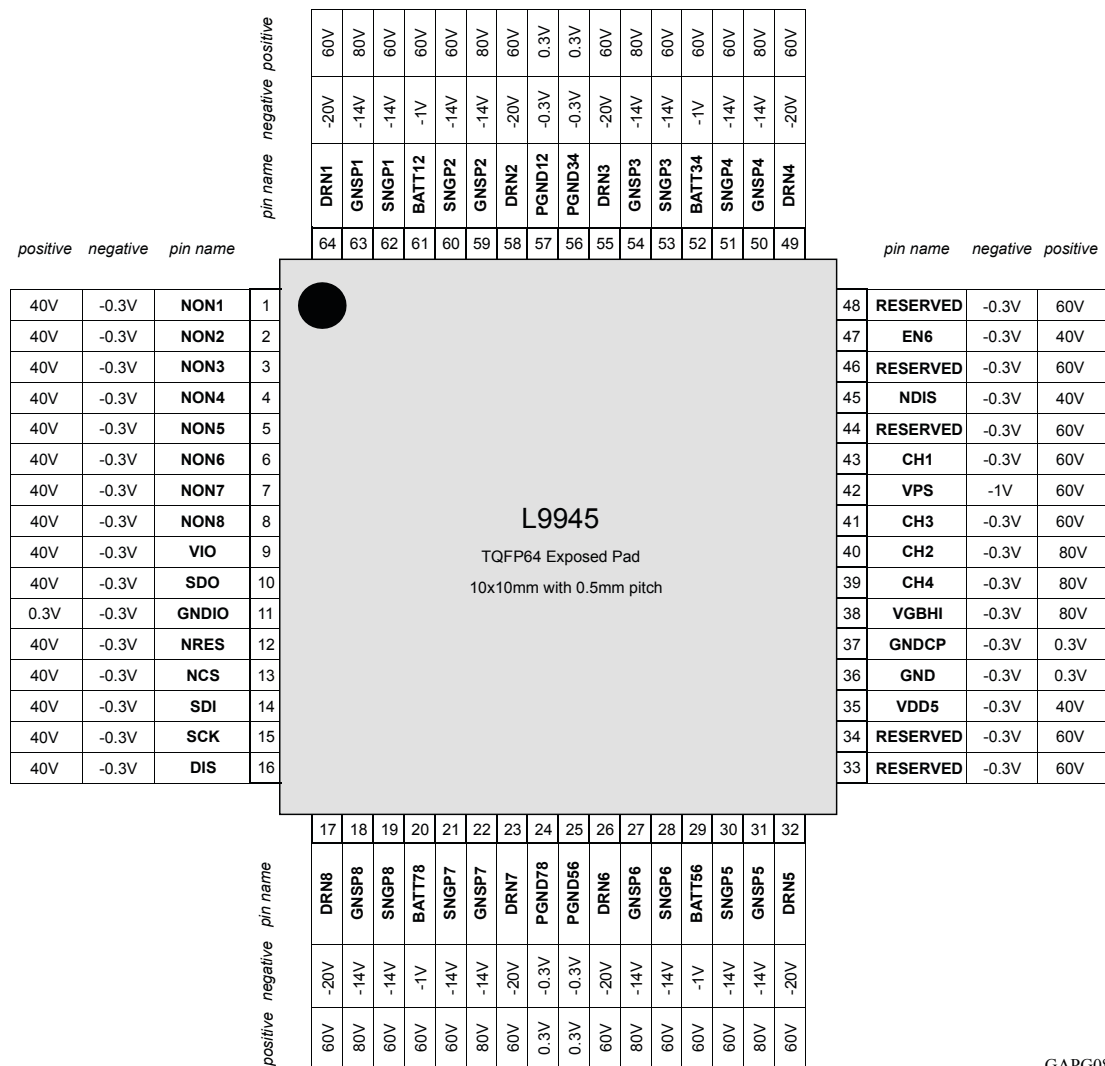 positive 60V 80V 60V 60V 60V 80V 60V 0.3V 0.3V 60V 80V 60V 60V 60V 80V 60V
negative -20V -14V -14V -1V -14V -14V -20V -0.3V -0.3V -20V -14V -14V -1V -14V -14V -20V
pin name DRN1 GNSP1 SNGP1 BATT12 SNGP2 GNSP2 DRN2 PGND12 PGND34 DRN3 GNSP3 SNGP3 BATT34 SNGP4 GNSP4 DRN4
64 63 62 61 60 59 58 57 56 55 54 53 52 51 50 49
positive negative pin name
40V -0.3V NON1 1
40V -0.3V NON2 2
40V -0.3V NON3 3
40V -0.3V NON4 4
40V -0.3V NON5 5
40V -0.3V NON6 6
40V -0.3V NON7 7
40V -0.3V NON8 8
40V -0.3V VIO 9
40V -0.3V SDO 10
0.3V -0.3V GNDIO 11
40V -0.3V NRES 12
40V -0.3V NCS 13
40V -0.3V SDI 14
40V -0.3V SCK 15
40V -0.3V DIS 16
L9945
TQFP64 Exposed Pad
10x10mm with 0.5mm pitch
pin name negative positive
48 RESERVED -0.3V 60V
47 EN6 -0.3V 40V
46 RESERVED -0.3V 60V
45 NDIS -0.3V 40V
44 RESERVED -0.3V 60V
43 CH1 -0.3V 60V
42 VPS -1V 60V
41 CH3 -0.3V 60V
40 CH2 -0.3V 80V
39 CH4 -0.3V 80V
38 VGBHI -0.3V 80V
37 GNDCP -0.3V 0.3V
36 GND -0.3V 0.3V
35 VDD5 -0.3V 40V
34 RESERVED -0.3V 60V
33 RESERVED -0.3V 60V
17 18 19 20 21 22 23 24 25 26 27 28 29 30 31 32
pin name DRN8 GNSP8 SNGP8 BATT78 SNGP7 GNSP7 DRN7 PGND78 PGND56 DRN6 GNSP6 SNGP6 BATT56 SNGP5 GNSP5 DRN5
negative -20V -14V -14V -1V -14V -14V -20V -0.3V -0.3V -20V -14V -14V -1V -14V -14V -20V
positive 60V 80V 60V 60V 60V 80V 60V 0.3V 0.3V 60V 80V 60V 60V 60V 80V 60V